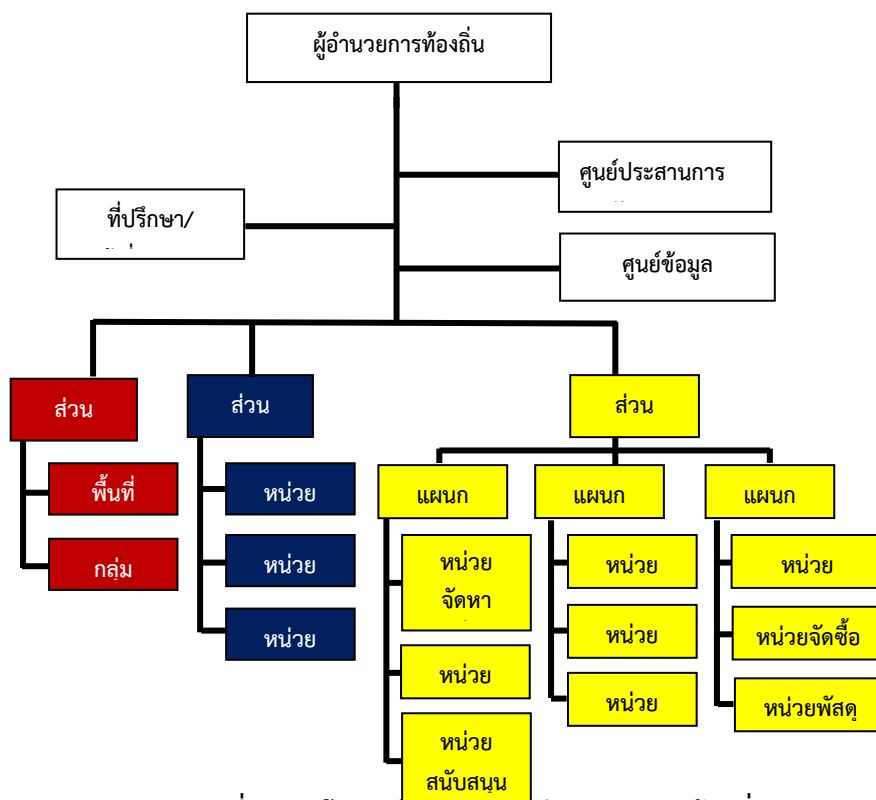 ผู้อำนวยการท้องถิ่น
ศูนย์ประสานการ
ที่ปรึกษา/
ศูนย์ข้อมูล
ส่วน
ส่วน
ส่วน
พื้นที่
หน่วย
แผนก
แผนก
แผนก
กลุ่ม
หน่วย
หน่วย
จัดหา
หน่วย
หน่วย
หน่วย
หน่วย
หน่วยจัดซื้อ
หน่วย
หน่วย
หน่วยพัสดุ
หน่วย
สนับสนุน